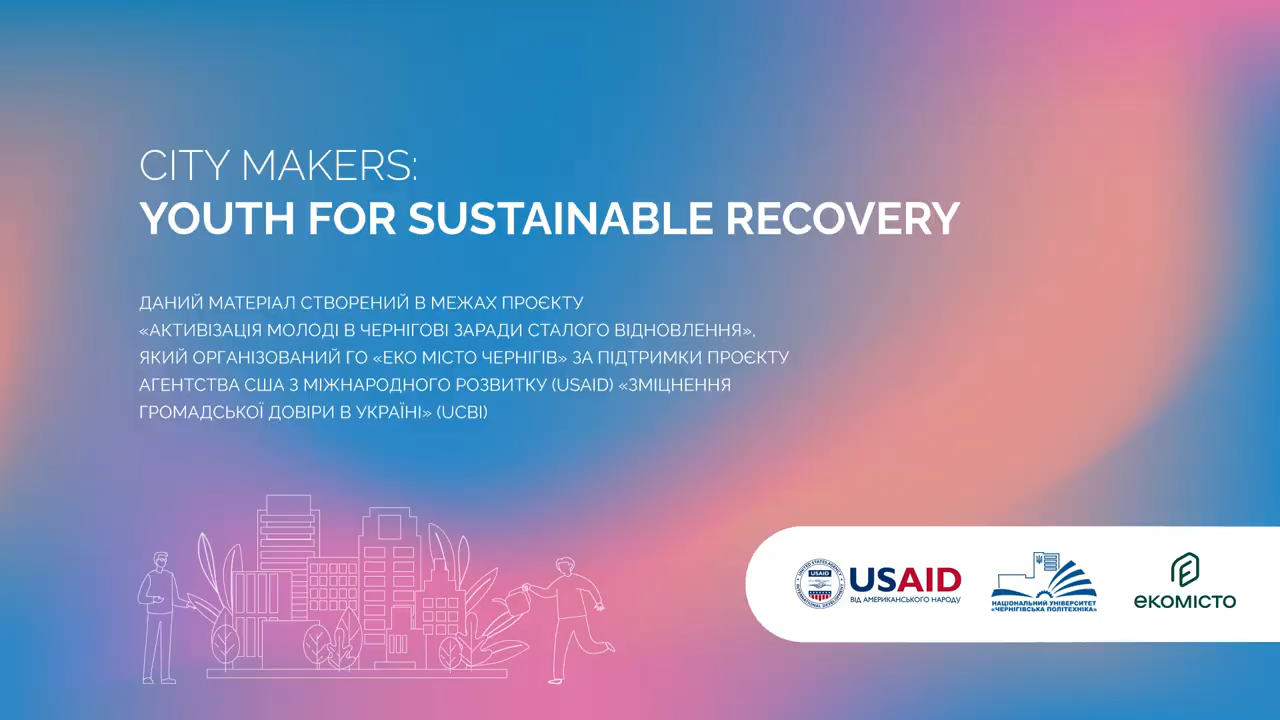 CITY MAKERS:
YOUTH FOR SUSTAINABLE RECOVERY
ДАНИЙ МАТЕРІАЛ СТВОРЕНИЙ В МЕЖАХ ПРОЄКТУ
«АКТИВІЗАЦІЯ МОЛОДІ В ЧЕРНІГОВІ ЗАРАДИ СТАЛОГО ВІДНОВЛЕННЯ»,
ЯКИЙ ОРГАНІЗОВАНИЙ ГО «ЕКО МІСТО ЧЕРНІГІВ» ЗА ПІДТРИМКИ ПРОЄКТУ
АГЕНТСТВА США З МІЖНАРОДНОГО РОЗВИТКУ (USAID) «ЗМІЦНЕННЯ
ГРОМАДСЬКОЇ ДОВІРИ В УКРАЇНІ» (UCBI)
USAID
USAID
ВІД АМЕРИКАНСЬКОГО НАРОДУ
НАЦІОНАЛЬНИЙ УНІВЕРСИТЕТ
«ЧЕРНІГІВСЬКА ПОЛІТЕХНІКА»
екомісто